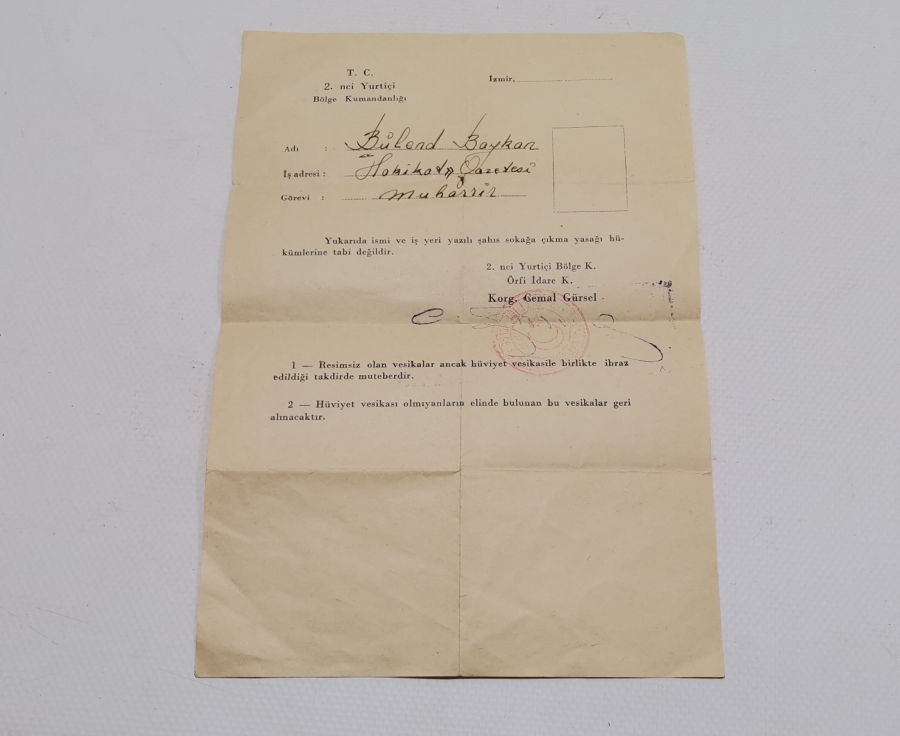 T. C.
2. nci Yurtiçi
Bölge Kumandanlığı
İzmir,
Adı : Bülend Baykan
İş adresi : Hakikat Gazetesi
Görevi : Muharrir
Yukarıda ismi ve iş yeri yazılı şahıs sokağa çıkma yasağı hü-
kümlerine tabi değildir.
2. nci Yurtiçi Bölge K.
Örfi İdare K.
Korg. Cemal Gürsel
1 — Resimsiz olan vesikalar ancak hüviyet vesikasile birlikte ibraz
edildiği takdirde muteberdir.
2 — Hüviyet vesikası olmıyanların elinde bulunan bu vesikalar geri
alınacaktır.